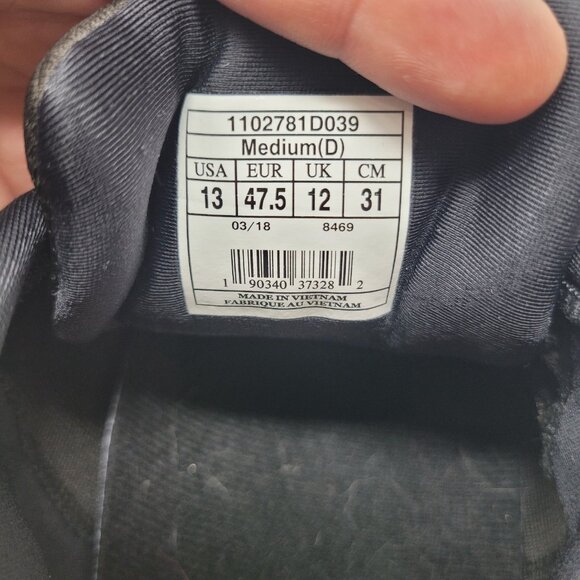 1102781D039
Medium(D)
USA EUR UK CM
13 47.5 12 31
03/18 8469
1 90340 37328 2
MADE IN VIETNAM
FABRIQUE AU VIETNAM